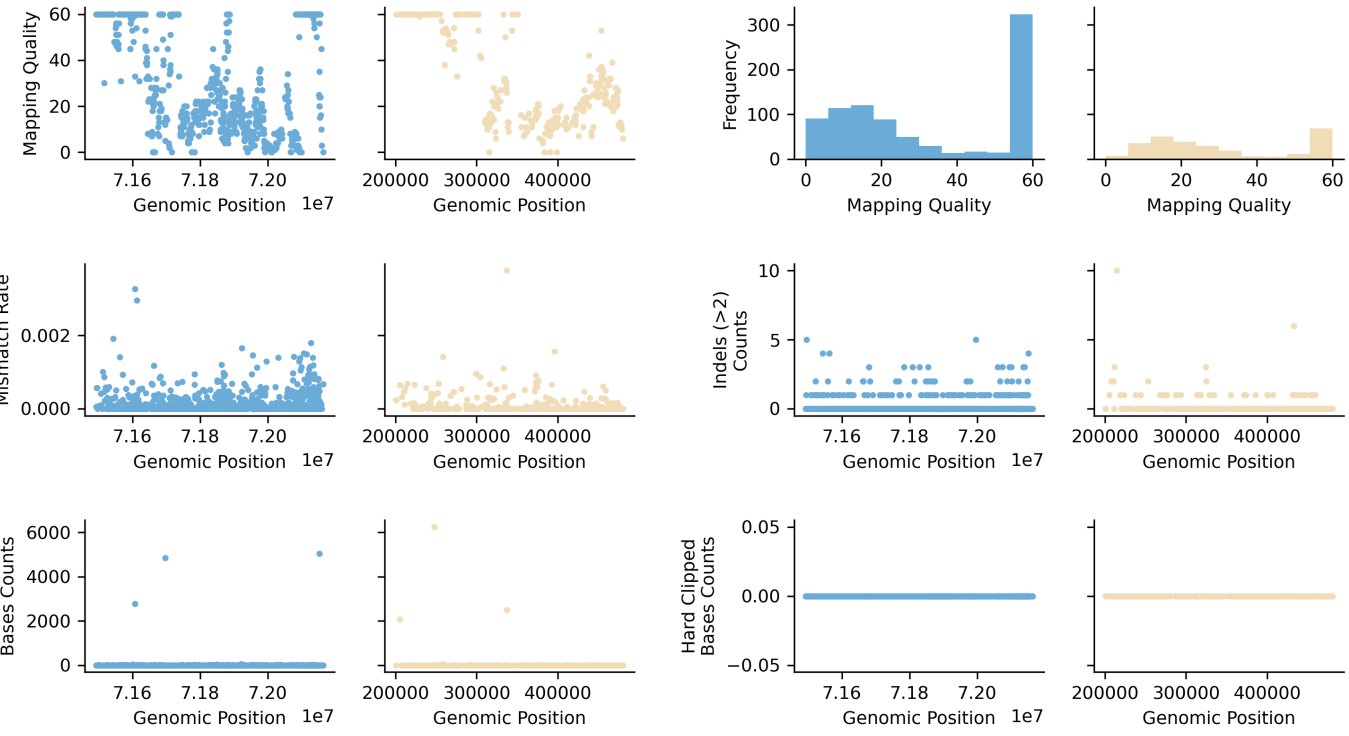 60
40
20
0
Mapping Quality
7.16 7.18 7.20
1e7
Genomic Position
200000 300000 400000
Genomic Position
300
200
100
0
Frequency
0 20 40 60
Mapping Quality
0 20 40 60
Mapping Quality
0.002
0.000
Mismatch Rate
7.16 7.18 7.20
1e7
Genomic Position
200000 300000 400000
Genomic Position
10
5
0
Indels (>2)
Counts
7.16 7.18 7.20
1e7
Genomic Position
200000 300000 400000
Genomic Position
6000
4000
2000
0
Bases Counts
7.16 7.18 7.20
1e7
Genomic Position
200000 300000 400000
Genomic Position
0.05
0.00
−0.05
Hard Clipped
Bases Counts
7.16 7.18 7.20
1e7
Genomic Position
200000 300000 400000
Genomic Position